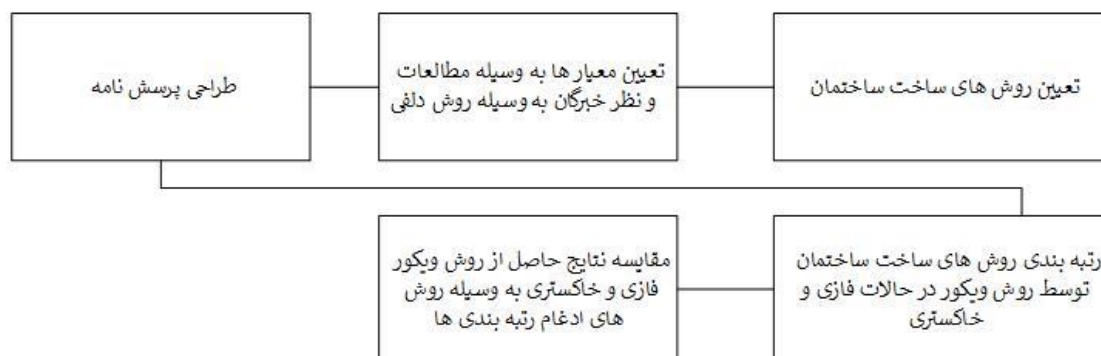 تعیین روش های ساخت ساختمان
تعیین معیار ها به وسیله مطالعات
و نظر خبرگان به وسیله روش دلفی
طراحی پرسش نامه
رتبه بندی روش های ساخت ساختمان
توسط روش ویکور در حالات فازی و
خاکستری
مقایسه نتایج حاصل از روش ویکور
فازی و خاکستری به وسیله روش
های ادغام رتبه بندی ها